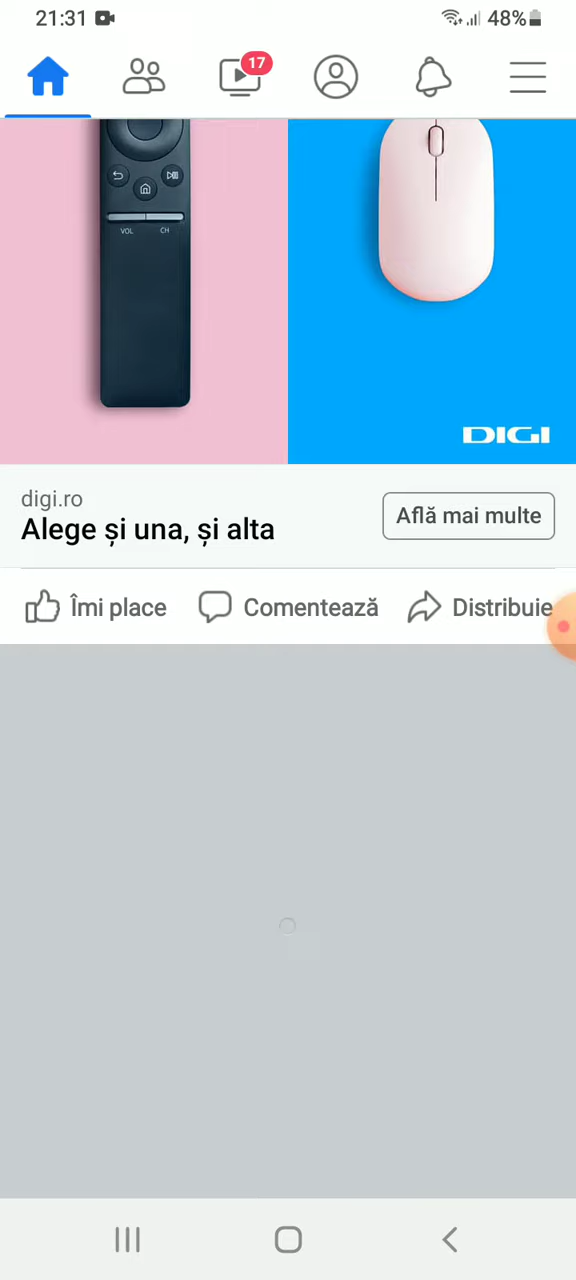 21:31
48%
17
VOL CH
DIGI
digi.ro
Alege și una, și alta
Află mai multe
Îmi place
Comentează
Distribuie